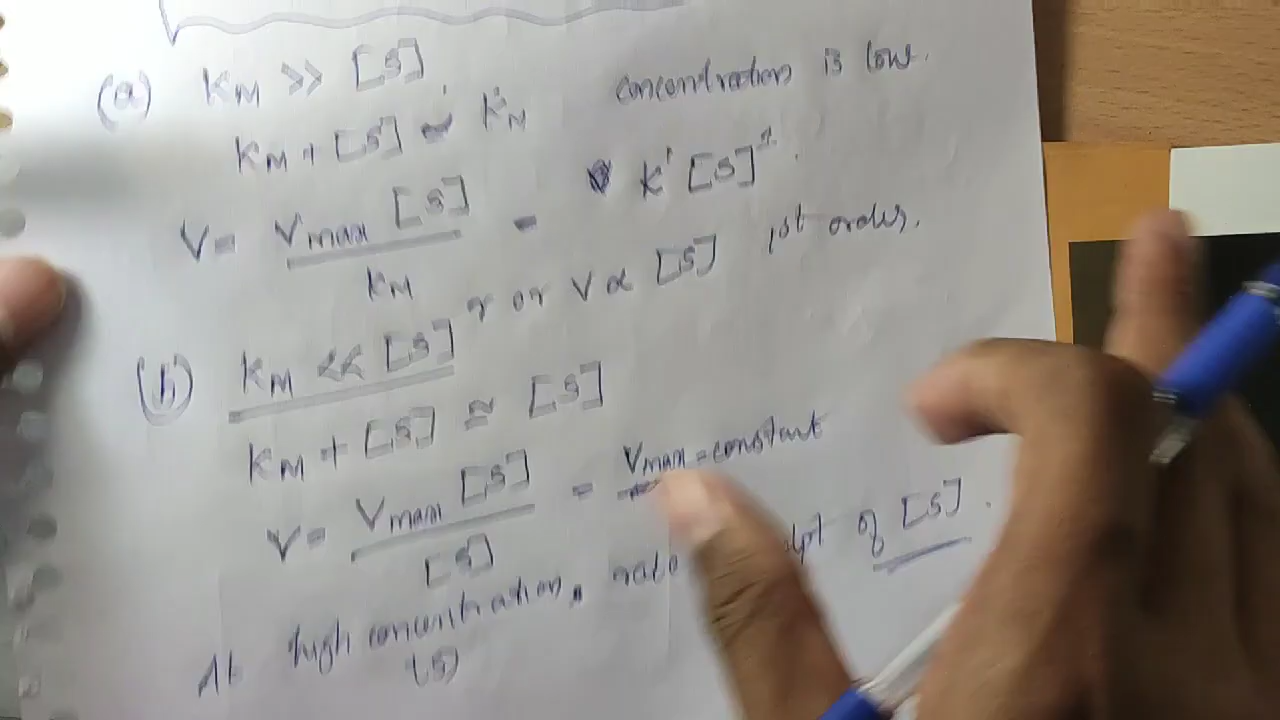 (a) KM >> [S] concentration is low.
KM + [S] ~ KM
V = Vmax [S] / KM = K' [S]^1
or V ∝ [S] 1st order.
(b) KM << [S]
KM + [S] ≈ [S]
V = Vmax [S] / [S] = Vmax = constant
At high concentration, rate of [S].
(S)